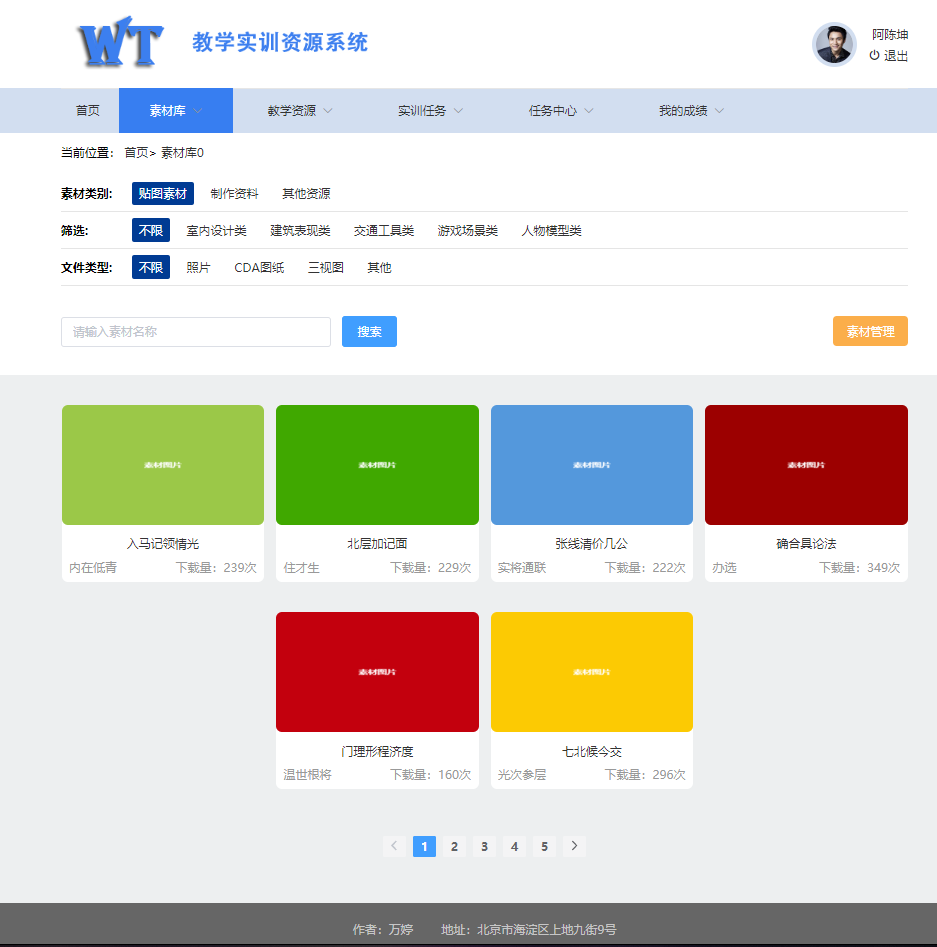 WT 教学实训资源系统
阿陈坤
退出
首页 素材库 教学资源 实训任务 任务中心 我的成绩
当前位置： 首页> 素材库0
素材类别: 贴图素材 制作资料 其他资源
筛选: 不限 室内设计类 建筑表现类 交通工具类 游戏场景类 人物模型类
文件类型: 不限 照片 CDA图纸 三视图 其他
请输入素材名称 搜索 素材管理
素材图片 素材图片 素材图片 素材图片
入马记领情光 北层加记面 张线清价几公 确合具论法
内在低青 下载量：239次 住才生 下载量：229次 实将通联 下载量：222次 办选 下载量：349次
素材图片 素材图片
门理形程济度 七北候今交
温世根将 下载量：160次 光次参层 下载量：296次
1 2 3 4 5
作者：万婷 地址：北京市海淀区上地九街9号